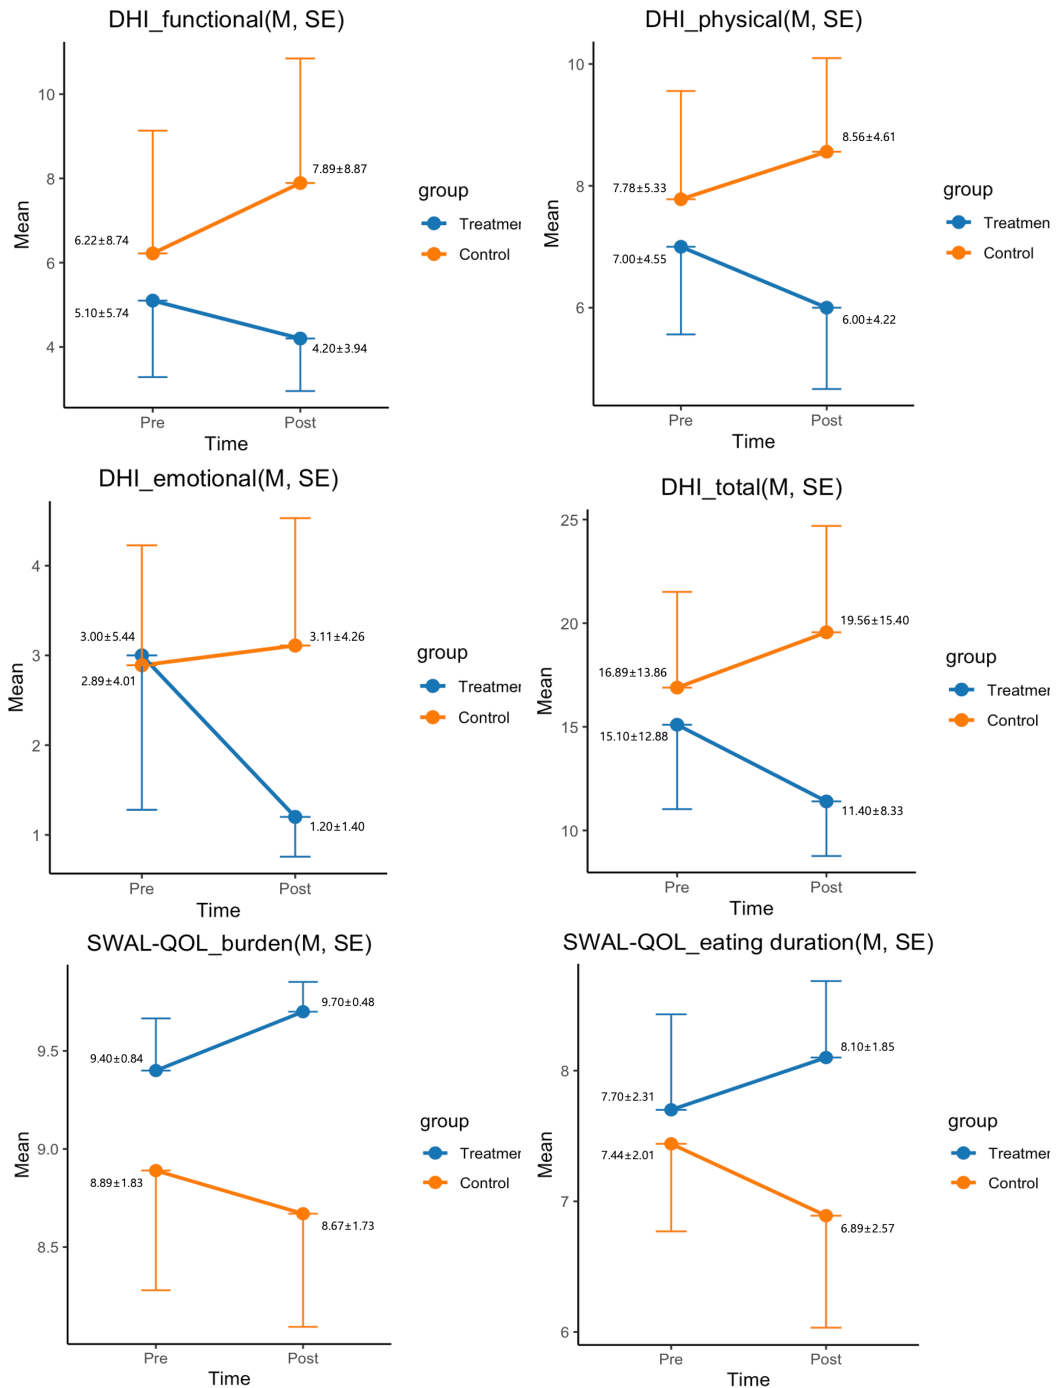 DHI_functional(M, SE)
10
8
6
4
Mean
6.22±8.74
7.89±8.87
5.10±5.74
4.20±3.94
Pre
Post
Time
group
Treatmer
Control
DHI_physical(M, SE)
10
8
6
Mean
7.78±5.33
8.56±4.61
7.00±4.55
6.00±4.22
Pre
Post
Time
group
Treatmen
Control
DHI_emotional(M, SE)
4
3
2
1
Mean
3.00±5.44
2.89±4.01
3.11±4.26
1.20±1.40
Pre
Post
Time
group
Treatmer
Control
DHI_total(M, SE)
25
20
15
10
Mean
16.89±13.86
19.56±15.40
15.10±12.88
11.40±8.33
Pre
Post
Time
group
Treatmen
Control
SWAL-QOL_burden(M, SE)
9.5
9.0
8.5
Mean
9.40±0.84
9.70±0.48
8.89±1.83
8.67±1.73
Pre
Post
Time
group
Treatmer
Control
SWAL-QOL_eating duration(M, SE)
8
7
6
Mean
7.70±2.31
8.10±1.85
7.44±2.01
6.89±2.57
Pre
Post
Time
group
Treatmen
Control